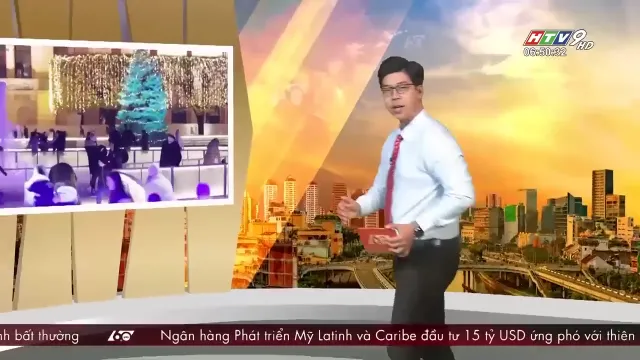 HTV9 HD
06:50:32
nh bất thường 60 Ngân hàng Phát triển Mỹ Latinh và Caribe đầu tư 15 tỷ USD ứng phó với thiên